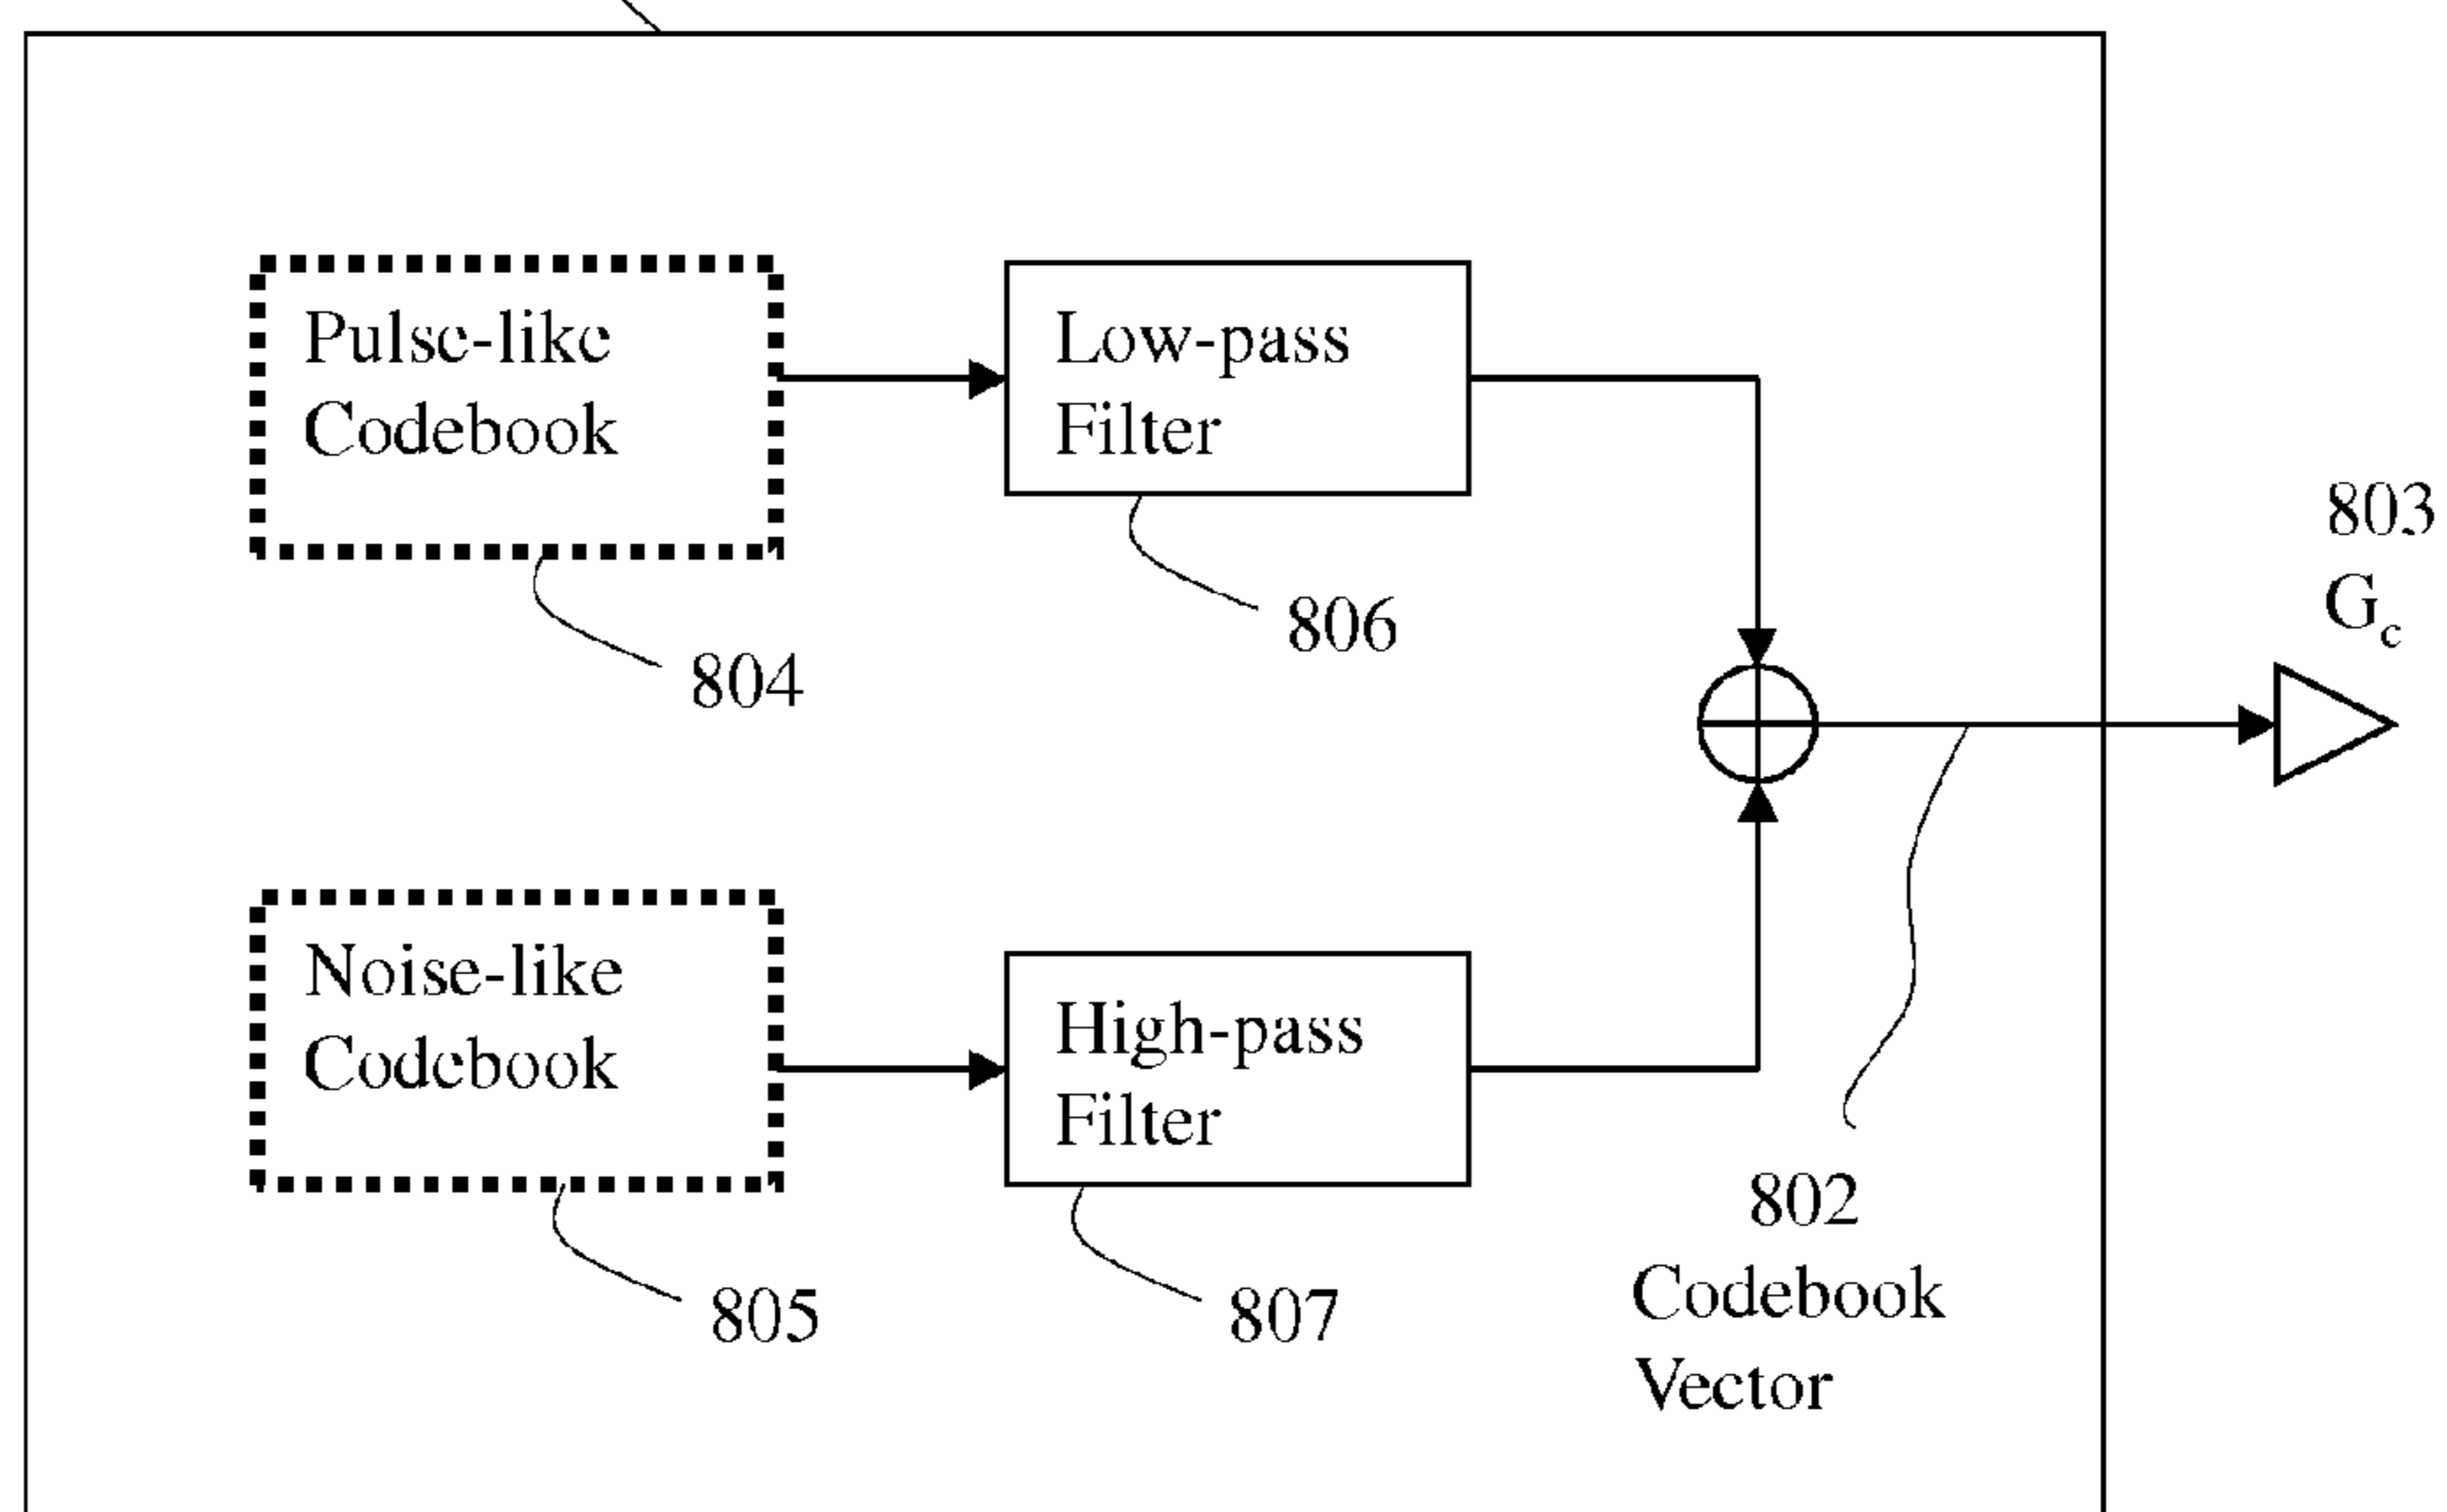 Pulse-like
Codebook
Low-pass
Filter
804
806
803
G_c
Noise-like
Codebook
High-pass
Filter
805
807
802
Codebook
Vector